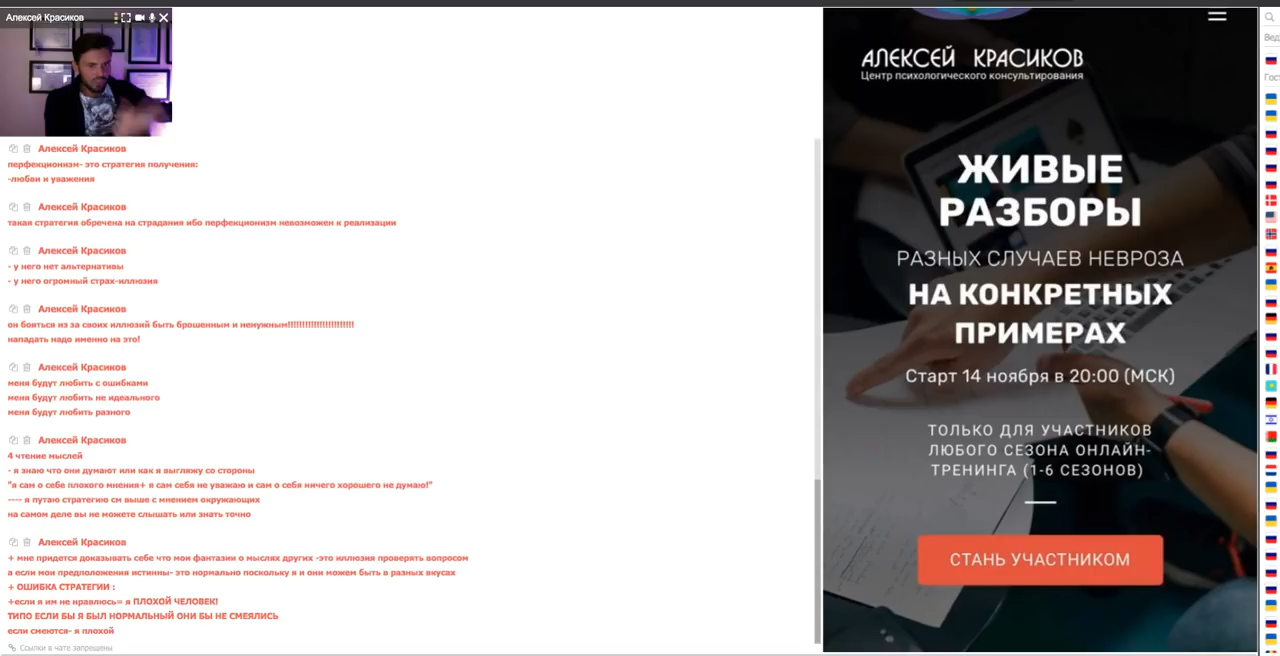 Алексей Красиков
Алексей Красиков
перфекционизм- это стратегия получения:
-любви и уважения
Алексей Красиков
такая стратегия обречена на страдания ибо перфекционизм невозможен к реализации
Алексей Красиков
- у него нет альтернативы
- у него огромный страх-иллюзия
Алексей Красиков
он бояться из за своих иллюзий быть брошенным и ненужным!!!!!!!!!!!!!!!!!!!!!!!
нападать надо именно на это!
Алексей Красиков
меня будут любить с ошибками
меня будут любить не идеального
меня будут любить разного
Алексей Красиков
4 чтение мыслей
- я знаю что они думают или как я выгляжу со стороны
"я сам о себе плохого мнения+ я сам себя не уважаю и сам о себя ничего хорошего не думаю!"
---- я путаю стратегию см выше с мнением окружающих
на самом деле вы не можете слышать или знать точно
Алексей Красиков
+ мне придется доказывать себе что мои фантазии о мыслях других -это иллюзия проверять вопросом
а если мои предположения истинны- это нормально поскольку я и они можем быть в разных вкусах
+ ОШИБКА СТРАТЕГИИ :
+если я им не нравлюсь= я ПЛОХОЙ ЧЕЛОВЕК!
ТИПО ЕСЛИ БЫ Я БЫЛ НОРМАЛЬНЫЙ ОНИ БЫ НЕ СМЕЯЛИСЬ
если смеются- я плохой
Ссылки в чате запрещены
АЛЕКСЕЙ КРАСИКОВ
Центр психологического консультирования
ЖИВЫЕ
РАЗБОРЫ
РАЗНЫХ СЛУЧАЕВ НЕВРОЗА
НА КОНКРЕТНЫХ
ПРИМЕРАХ
Старт 14 ноября в 20:00 (МСК)
ТОЛЬКО ДЛЯ УЧАСТНИКОВ
ЛЮБОГО СЕЗОНА ОНЛАЙН-
ТРЕНИНГА (1-6 СЕЗОНОВ)
СТАНЬ УЧАСТНИКОМ